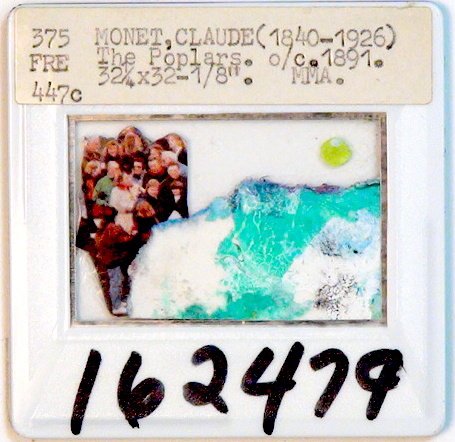 375 MONET,CLAUDE(1840-1926)
FRE The Poplars. o/c.1891.
447c 32¼x32-1/8". MMA.
162479